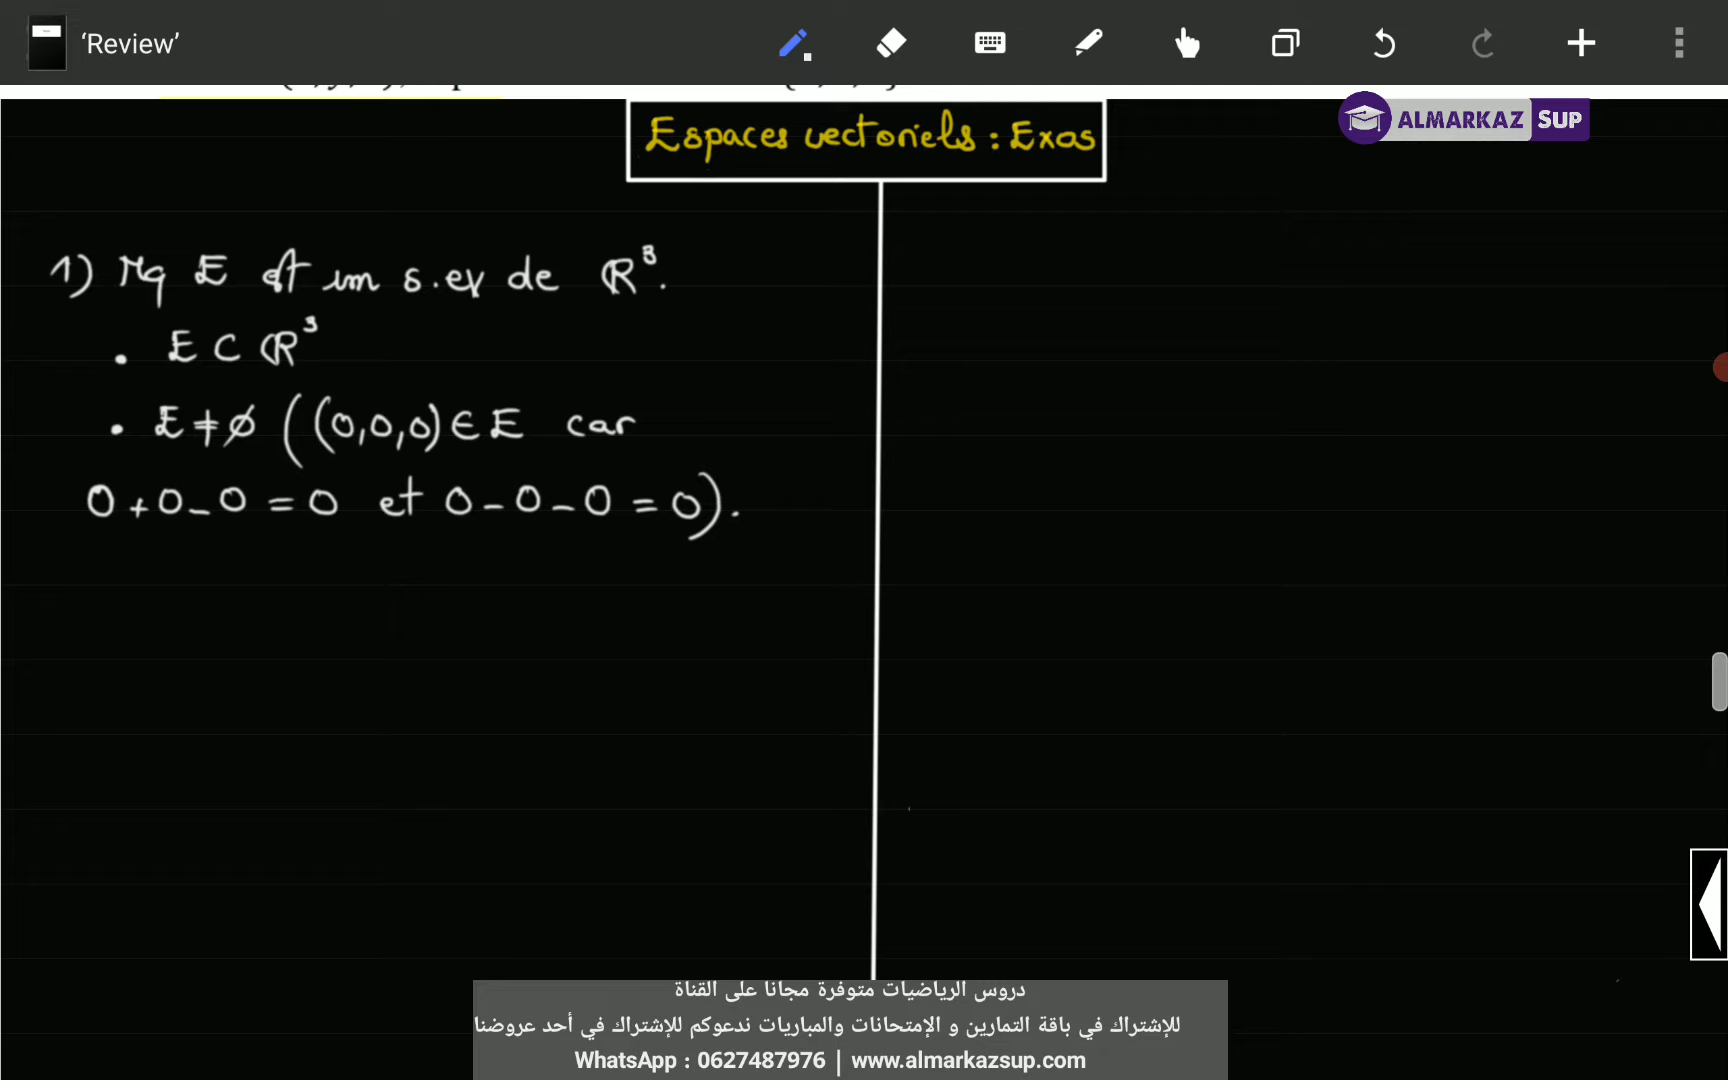 ‘Review’
Espaces vectoriels : Exos
ALMARKAZ SUP
1) Mq E est un s.ev de ℝ³.
• E ⊂ ℝ³
• E ≠ ∅ ((0,0,0) ∈ E car
0 + 0 - 0 = 0 et 0 - 0 - 0 = 0).
دروس الرياضيات متوفرة مجانا على القناة
للإشتراك في باقة التمارين و الإمتحانات والمباريات ندعوكم للإشتراك في أحد عروضنا
WhatsApp : 0627487976 | www.almarkazsup.com